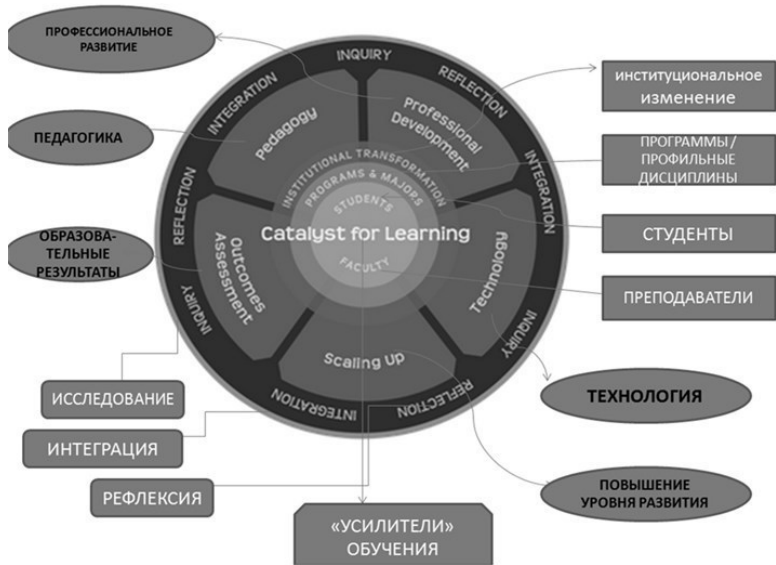 ПРОФЕССИОНАЛЬНОЕ
РАЗВИТИЕ
ПЕДАГОГИКА
ОБРАЗОВА-
ТЕЛЬНЫЕ
РЕЗУЛЬТАТЫ
INQUIRY
REFLECTION
INTEGRATION
INQUIRY
REFLECTION
INTEGRATION
INQUIRY
REFLECTION
INTEGRATION
Pedagogy
Professional
Development
Technology
Scaling Up
Outcomes
Assessment
INSTITUTIONAL TRANSFORMATION
PROGRAMS & MAJORS
STUDENTS
Catalyst for Learning
FACULTY
институциональное
изменение
ПРОГРАММЫ /
ПРОФИЛЬНЫЕ
ДИСЦИПЛИНЫ
СТУДЕНТЫ
ПРЕПОДАВАТЕЛИ
ТЕХНОЛОГИЯ
ПОВЫШЕНИЕ
УРОВНЯ РАЗВИТИЯ
ИССЛЕДОВАНИЕ
ИНТЕГРАЦИЯ
РЕФЛЕКСИЯ
«УСИЛИТЕЛИ»
ОБУЧЕНИЯ